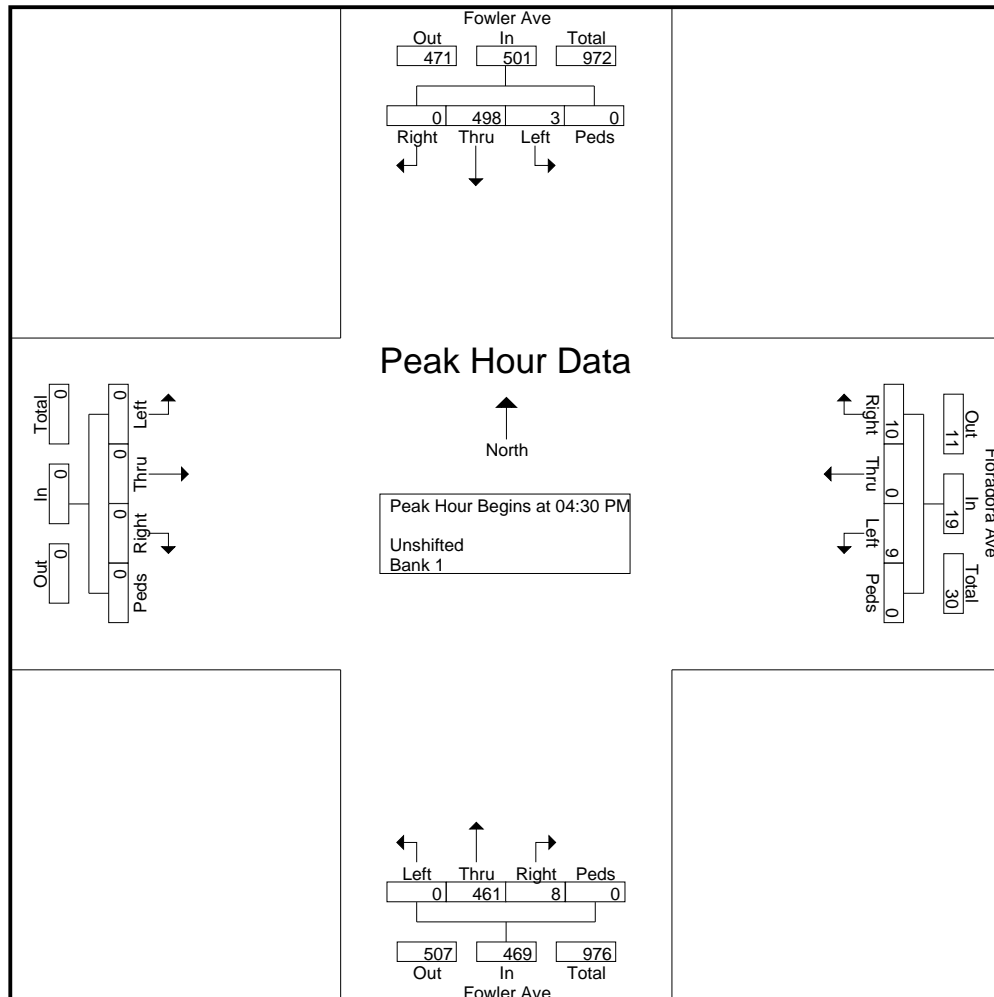 Fowler Ave
Out In Total
471 501 972
0 498 3 0
Right Thru Left Peds
Peak Hour Data
North
Peak Hour Begins at 04:30 PM
Unshifted
Bank 1
Total In Out
0 0 0
0 0 0 0
Left Thru Right Peds
Right Thru Left Peds
10 0 9 0
11 19 30
Out In Total
Floradora Ave
Left Thru Right Peds
0 461 8 0
507 469 976
Out In Total
Fowler Ave